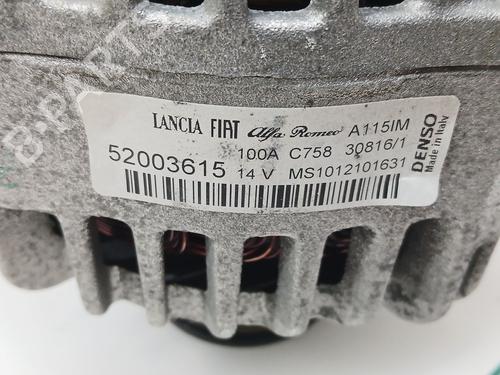 LANCIA FIAT Alfa Romeo A115IM
52003615 100A C758 30816/1
14 V MS1012101631
DENSO
Made in Italy
B-PARTS